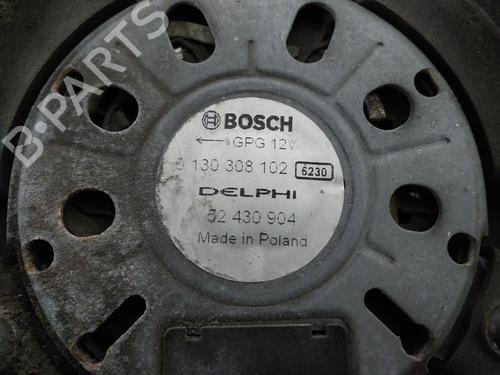 B-PARTS
BOSCH
GPG 12V
0 130 308 102 6230
DELPHI
52 430 904
Made in Poland